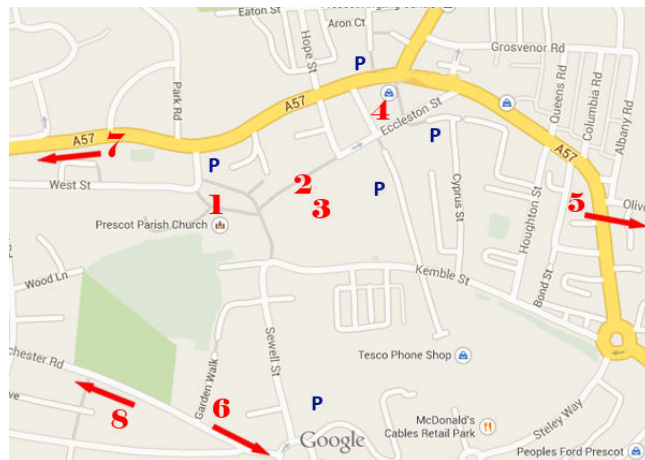 Eaton St
Aron Ct
Hope St
Grosvenor Rd
Queens Rd
Columbia Rd
Albany Rd
Park Rd
P
A57
4
Eccleston St
P
A57
7
A57
P
West St
2
P
3
1
Prescot Parish Church
Cyprus St
Houghton St
5
Bond St
Wood Ln
Kemble St
Sewell St
Tesco Phone Shop
chester Rd
Garden Walk
8
6
P
Google
McDonald's
Cables Retail Park
Steley Way
Peoples Ford Prescot